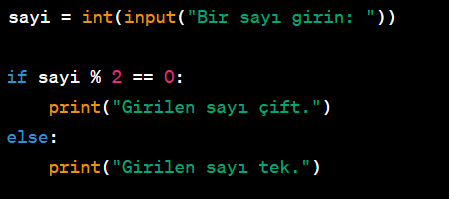 sayi = int(input("Bir sayı girin: "))
if sayi % 2 == 0:
    print("Girilen sayı çift.")
else:
    print("Girilen sayı tek.")